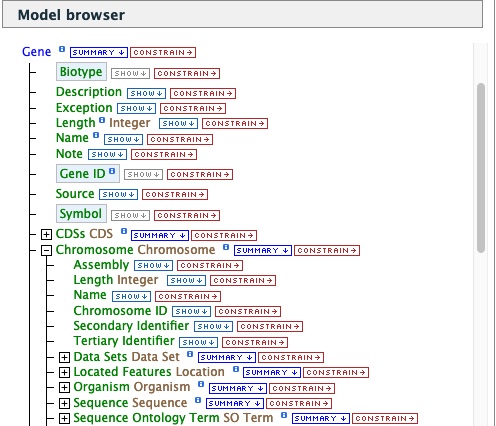 Model browser
Gene i SUMMARY ↓ CONSTRAIN →
Biotype SHOW ↓ CONSTRAIN →
Description SHOW ↓ CONSTRAIN →
Exception SHOW ↓ CONSTRAIN →
Length i Integer SHOW ↓ CONSTRAIN →
Name i SHOW ↓ CONSTRAIN →
Note SHOW ↓ CONSTRAIN →
Gene ID i SHOW ↓ CONSTRAIN →
Source SHOW ↓ CONSTRAIN →
Symbol SHOW ↓ CONSTRAIN →
CDSs CDS i SUMMARY ↓ CONSTRAIN →
Chromosome Chromosome i SUMMARY ↓ CONSTRAIN →
Assembly SHOW ↓ CONSTRAIN →
Length Integer SHOW ↓ CONSTRAIN →
Name SHOW ↓ CONSTRAIN →
Chromosome ID SHOW ↓ CONSTRAIN →
Secondary Identifier SHOW ↓ CONSTRAIN →
Tertiary Identifier SHOW ↓ CONSTRAIN →
Data Sets Data Set i SUMMARY ↓ CONSTRAIN →
Located Features Location i SUMMARY ↓ CONSTRAIN →
Organism Organism i SUMMARY ↓ CONSTRAIN →
Sequence Sequence i SUMMARY ↓ CONSTRAIN →
Sequence Ontology Term SO Term i SUMMARY ↓ CONSTRAIN →